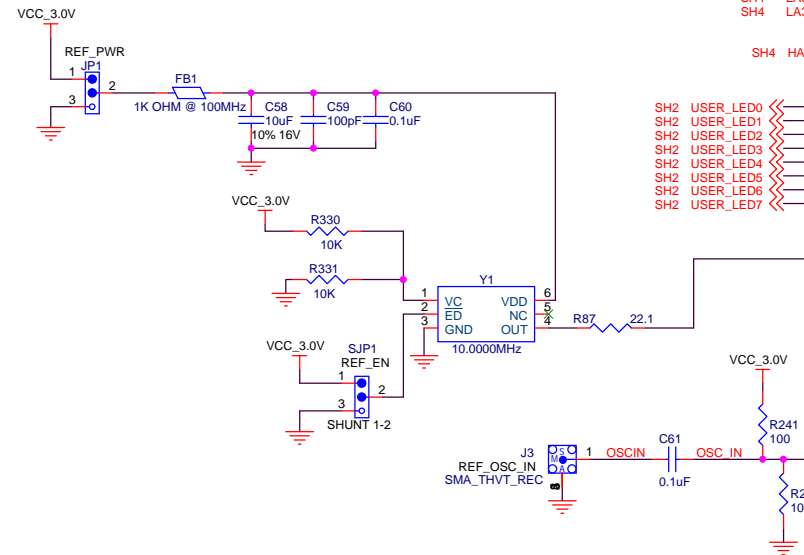 VCC_3.0V
REF_PWR
JP1
1
2
3
FB1
1K OHM @ 100MHz
C58
10uF
10% 16V
C59
100pF
C60
0.1uF
SH4 LA3
SH4 HA
SH2 USER_LED0
SH2 USER_LED1
SH2 USER_LED2
SH2 USER_LED3
SH2 USER_LED4
SH2 USER_LED5
SH2 USER_LED6
SH2 USER_LED7
VCC_3.0V
R330
10K
R331
10K
Y1
1 VC VDD 6
2 ED NC 5
3 GND OUT 4
10.0000MHz
R87 22.1
VCC_3.0V
SJP1
REF_EN
1
2
3
SHUNT 1-2
VCC_3.0V
R241
100
J3
REF_OSC_IN
SMA_THVT_REC
S
M
A
1
OSCIN
C61
0.1uF
OSC_IN
R2
10